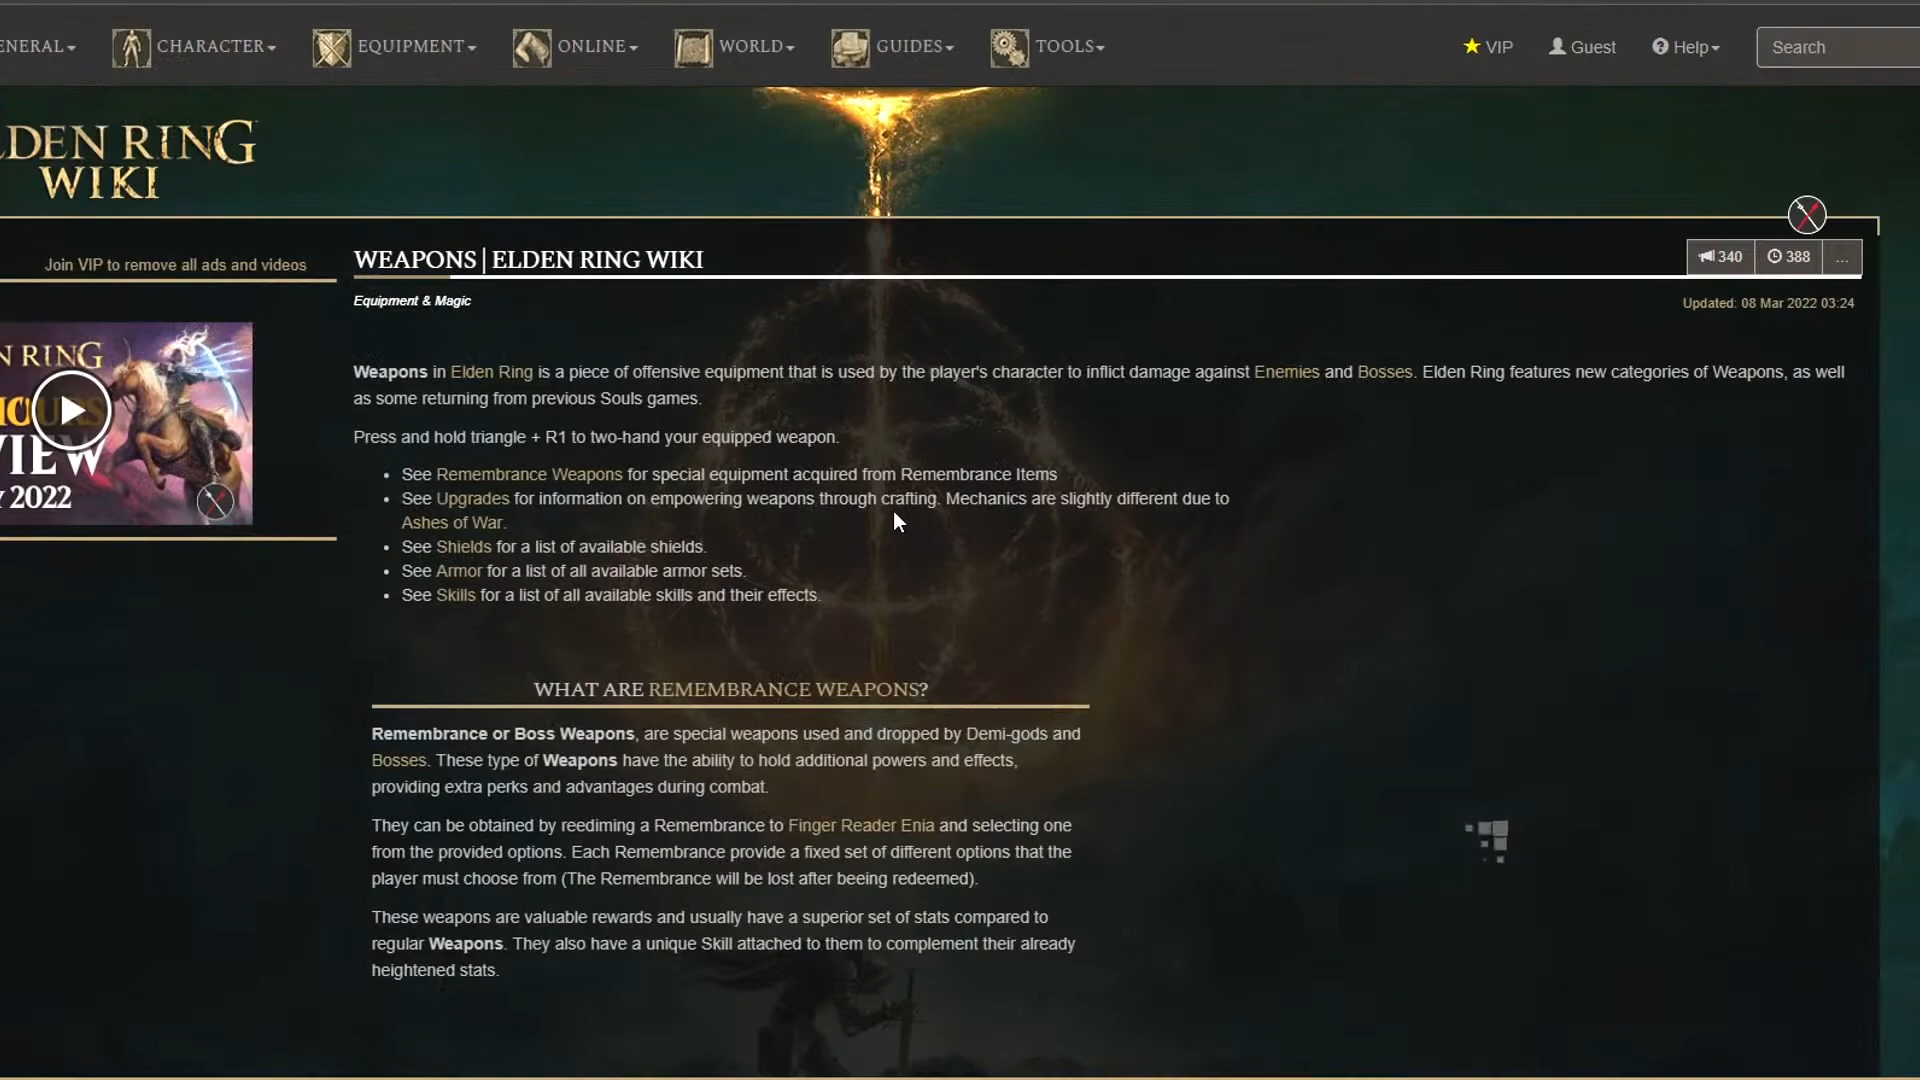 ENERAL
CHARACTER
EQUIPMENT
ONLINE
WORLD
GUIDES
TOOLS
VIP
Guest
Help
Search
LDEN RING
WIKI
Join VIP to remove all ads and videos
WEAPONS | ELDEN RING WIKI
340
388
...
Equipment & Magic
Updated: 08 Mar 2022 03:24
N RING
VIEW
2022
Weapons in Elden Ring is a piece of offensive equipment that is used by the player's character to inflict damage against Enemies and Bosses. Elden Ring features new categories of Weapons, as well
as some returning from previous Souls games.
Press and hold triangle + R1 to two-hand your equipped weapon.
• See Remembrance Weapons for special equipment acquired from Remembrance Items
• See Upgrades for information on empowering weapons through crafting. Mechanics are slightly different due to
Ashes of War.
• See Shields for a list of available shields.
• See Armor for a list of all available armor sets.
• See Skills for a list of all available skills and their effects.
WHAT ARE REMEMBRANCE WEAPONS?
Remembrance or Boss Weapons, are special weapons used and dropped by Demi-gods and
Bosses. These type of Weapons have the ability to hold additional powers and effects,
providing extra perks and advantages during combat.
They can be obtained by reediming a Remembrance to Finger Reader Enia and selecting one
from the provided options. Each Remembrance provide a fixed set of different options that the
player must choose from (The Remembrance will be lost after beeing redeemed).
These weapons are valuable rewards and usually have a superior set of stats compared to
regular Weapons. They also have a unique Skill attached to them to complement their already
heightened stats.